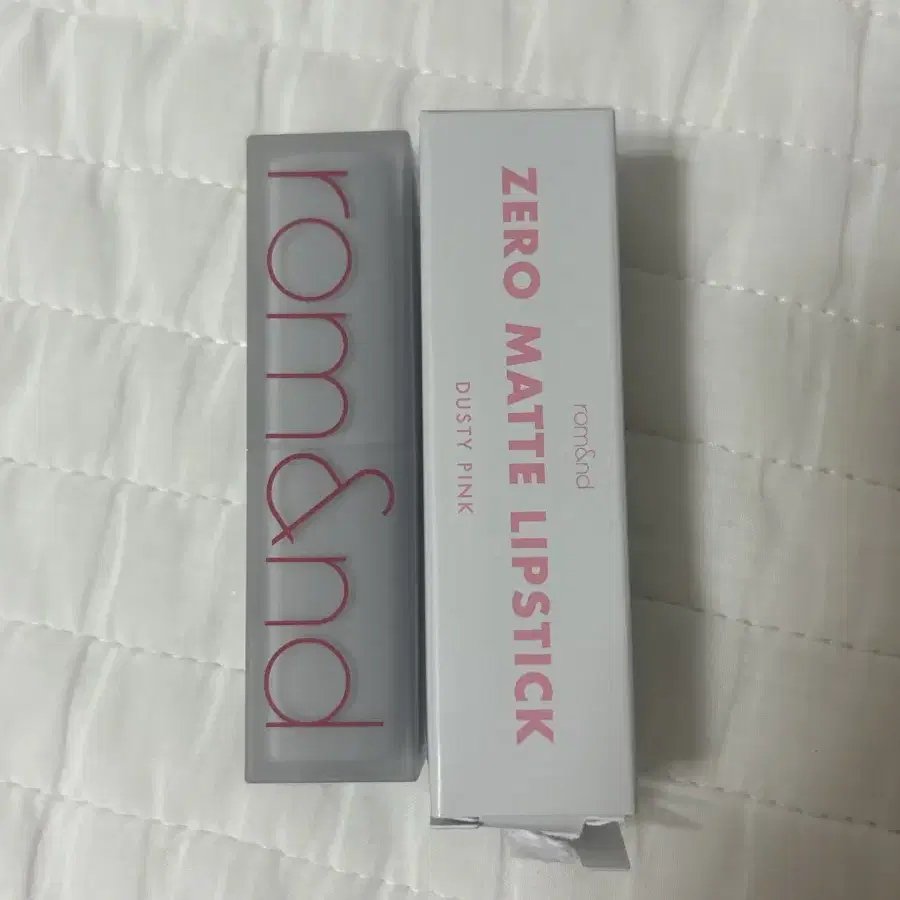 rom&nd
rom&nd
ZERO MATTE LIPSTICK
DUSTY PINK